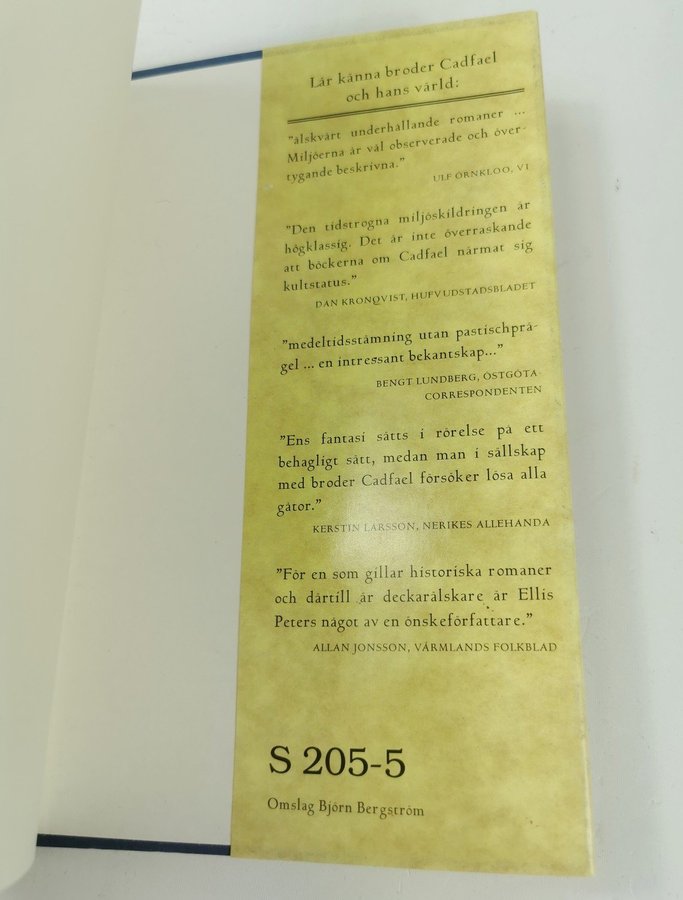 Lär känna broder Cadfael
och hans värld:
”älskvärt underhållande romaner ...
Miljöerna är väl observerade och över-
tygande beskrivna.”
ULF ÖRNKLOO, VI
”Den tidstrogna miljöskildringen är
högklassig. Det är inte överraskande
att böckerna om Cadfael närmat sig
kultstatus.”
DAN KRONQVIST, HUFVUDSTADSBLADET
”medeltidsstämning utan pastischprä-
gel ... en intressant bekantskap...”
BENGT LUNDBERG, ÖSTGÖTA
CORRESPONDENTEN
”Ens fantasi sätts i rörelse på ett
behagligt sätt, medan man i sällskap
med broder Cadfael försöker lösa alla
gåtor.”
KERSTIN LARSSON, NERIKES ALLEHANDA
”För en som gillar historiska romaner
och därtill är deckarälskare är Ellis
Peters något av en önskeförfattare.”
ALLAN JONSSON, VÄRMLANDS FOLKBLAD
S 205-5
Omslag Björn Bergström